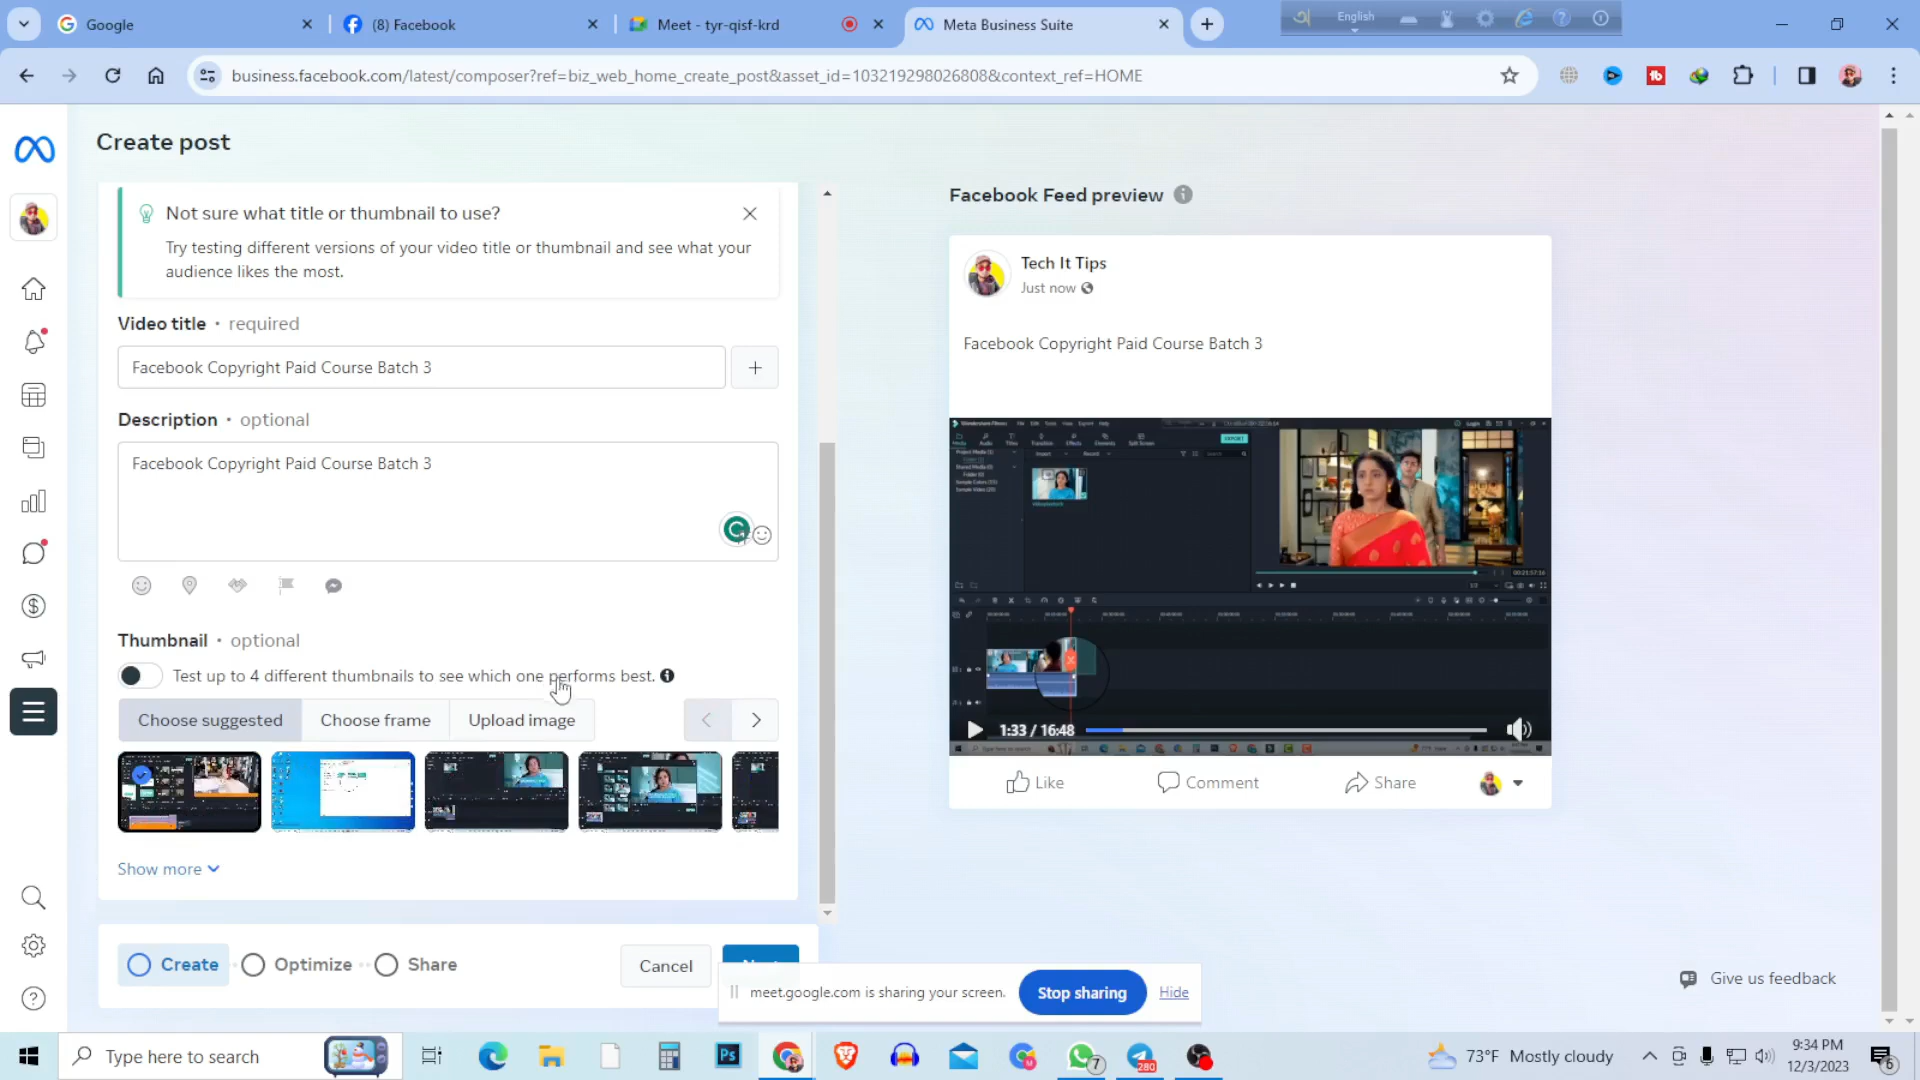 Google
(8) Facebook
Meet - tyr-qisf-krd
Meta Business Suite
English
business.facebook.com/latest/composer?ref=biz_web_home_create_post&asset_id=103219298026808&context_ref=HOME
Create post
Not sure what title or thumbnail to use?
Try testing different versions of your video title or thumbnail and see what your
audience likes the most.
Video title · required
Facebook Copyright Paid Course Batch 3
Description · optional
Facebook Copyright Paid Course Batch 3
Thumbnail · optional
Test up to 4 different thumbnails to see which one performs best.
Choose suggested
Choose frame
Upload image
Show more
Create
Optimize
Share
Cancel
Facebook Feed preview
Tech It Tips
Just now
Facebook Copyright Paid Course Batch 3
EXPORT
1:33 / 16:48
Like
Comment
Share
Give us feedback
meet.google.com is sharing your screen.
Stop sharing
Hide
Type here to search
Ps
7
280
73°F Mostly cloudy
9:34 PM
12/3/2023
6